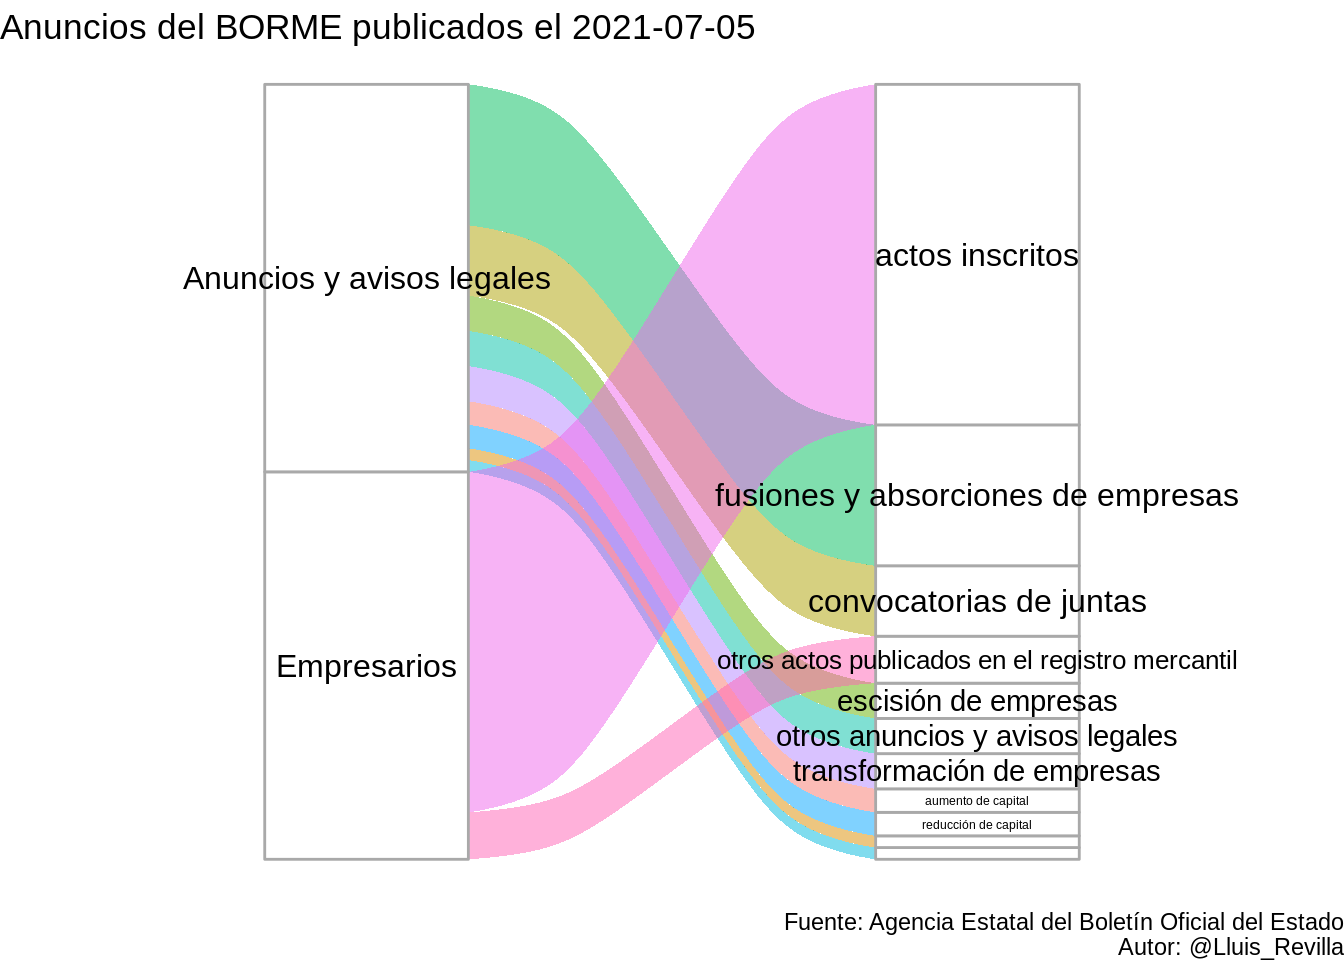 Anuncios del BORME publicados el 2021-07-05
Anuncios y avisos legales
Empresarios
actos inscritos
fusiones y absorciones de empresas
convocatorias de juntas
otros actos publicados en el registro mercantil
escisión de empresas
otros anuncios y avisos legales
transformación de empresas
aumento de capital
reducción de capital
Fuente: Agencia Estatal del Boletín Oficial del Estado
Autor: @Lluis_Revilla